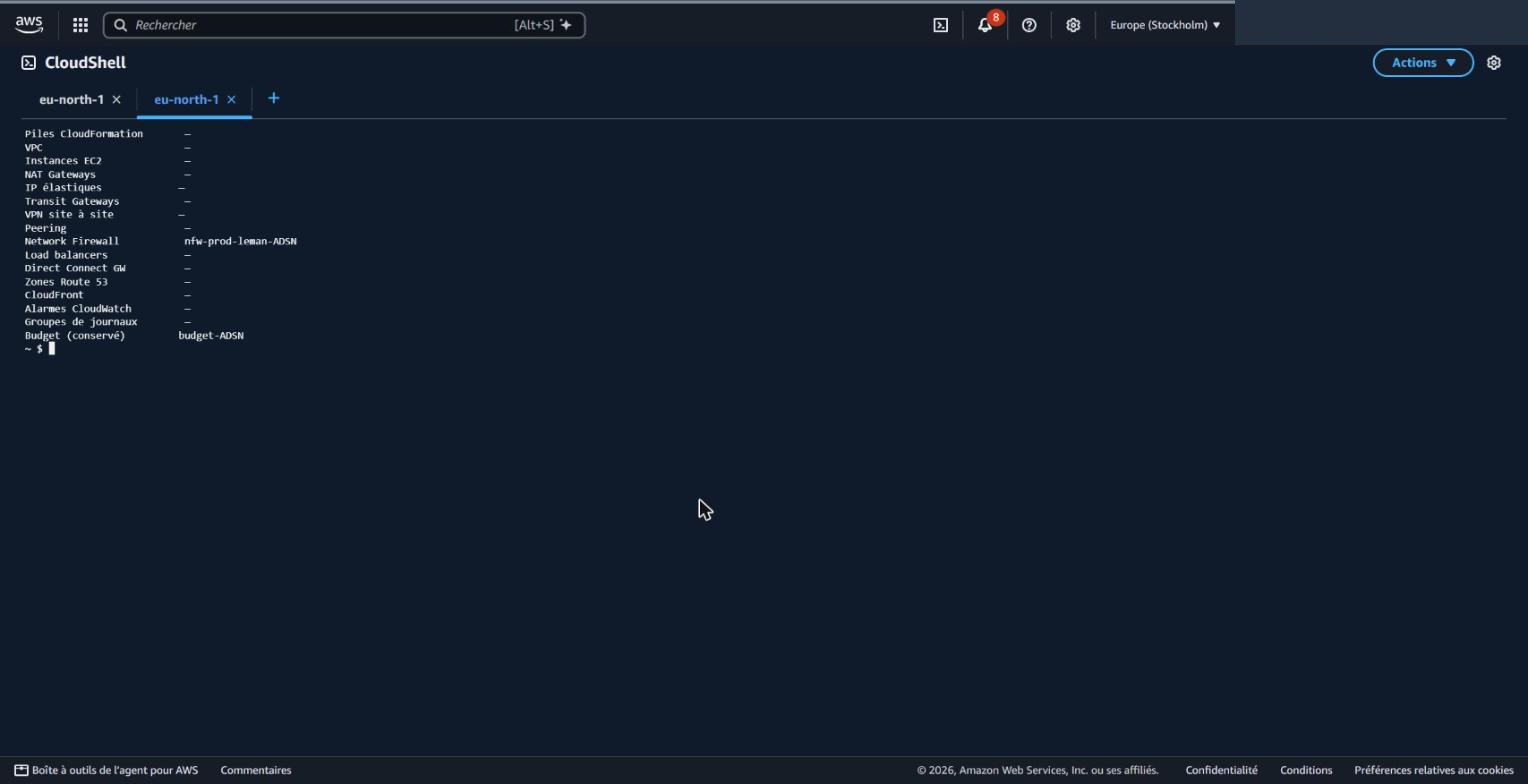 aws
Rechercher [Alt+S]
8
Europe (Stockholm) ▼
CloudShell
Actions ▼
eu-north-1 ×
eu-north-1 ×
+
Piles CloudFormation —
VPC —
Instances EC2 —
NAT Gateways —
IP élastiques —
Transit Gateways —
VPN site à site —
Peering —
Network Firewall nfw-prod-leman-ADSN
Load balancers —
Direct Connect GW —
Zones Route 53 —
CloudFront —
Alarmes CloudWatch —
Groupes de journaux —
Budget (conservé) budget-ADSN
~ $
Boîte à outils de l'agent pour AWS Commentaires © 2026, Amazon Web Services, Inc. ou ses affiliés. Confidentialité Conditions Préférences relatives aux cookies